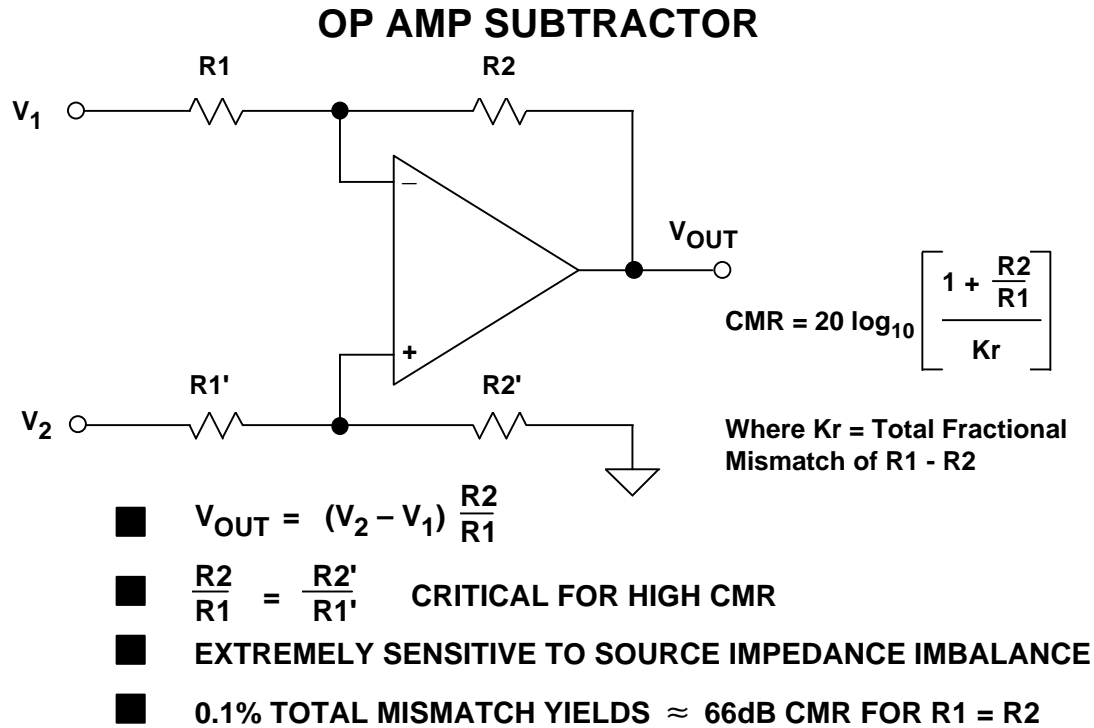 OP AMP SUBTRACTOR
R1
R2
V1
–
VOUT
CMR = 20 log10 [ (1 + R2/R1) / Kr ]
+
R1'
R2'
V2
Where Kr = Total Fractional
Mismatch of R1 - R2
VOUT = (V2 – V1) R2/R1
R2/R1 = R2'/R1' CRITICAL FOR HIGH CMR
EXTREMELY SENSITIVE TO SOURCE IMPEDANCE IMBALANCE
0.1% TOTAL MISMATCH YIELDS ≈ 66dB CMR FOR R1 = R2